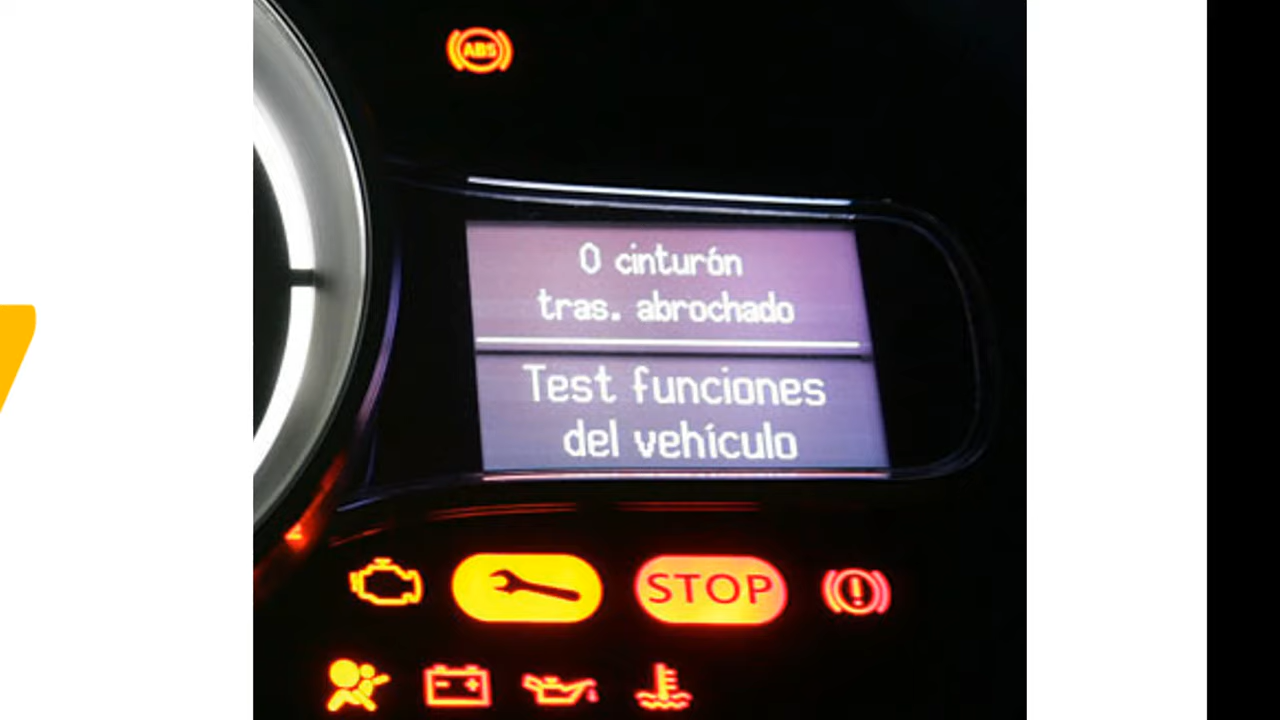 ABS
0 cinturón
tras. abrochado
Test funciones
del vehículo
STOP